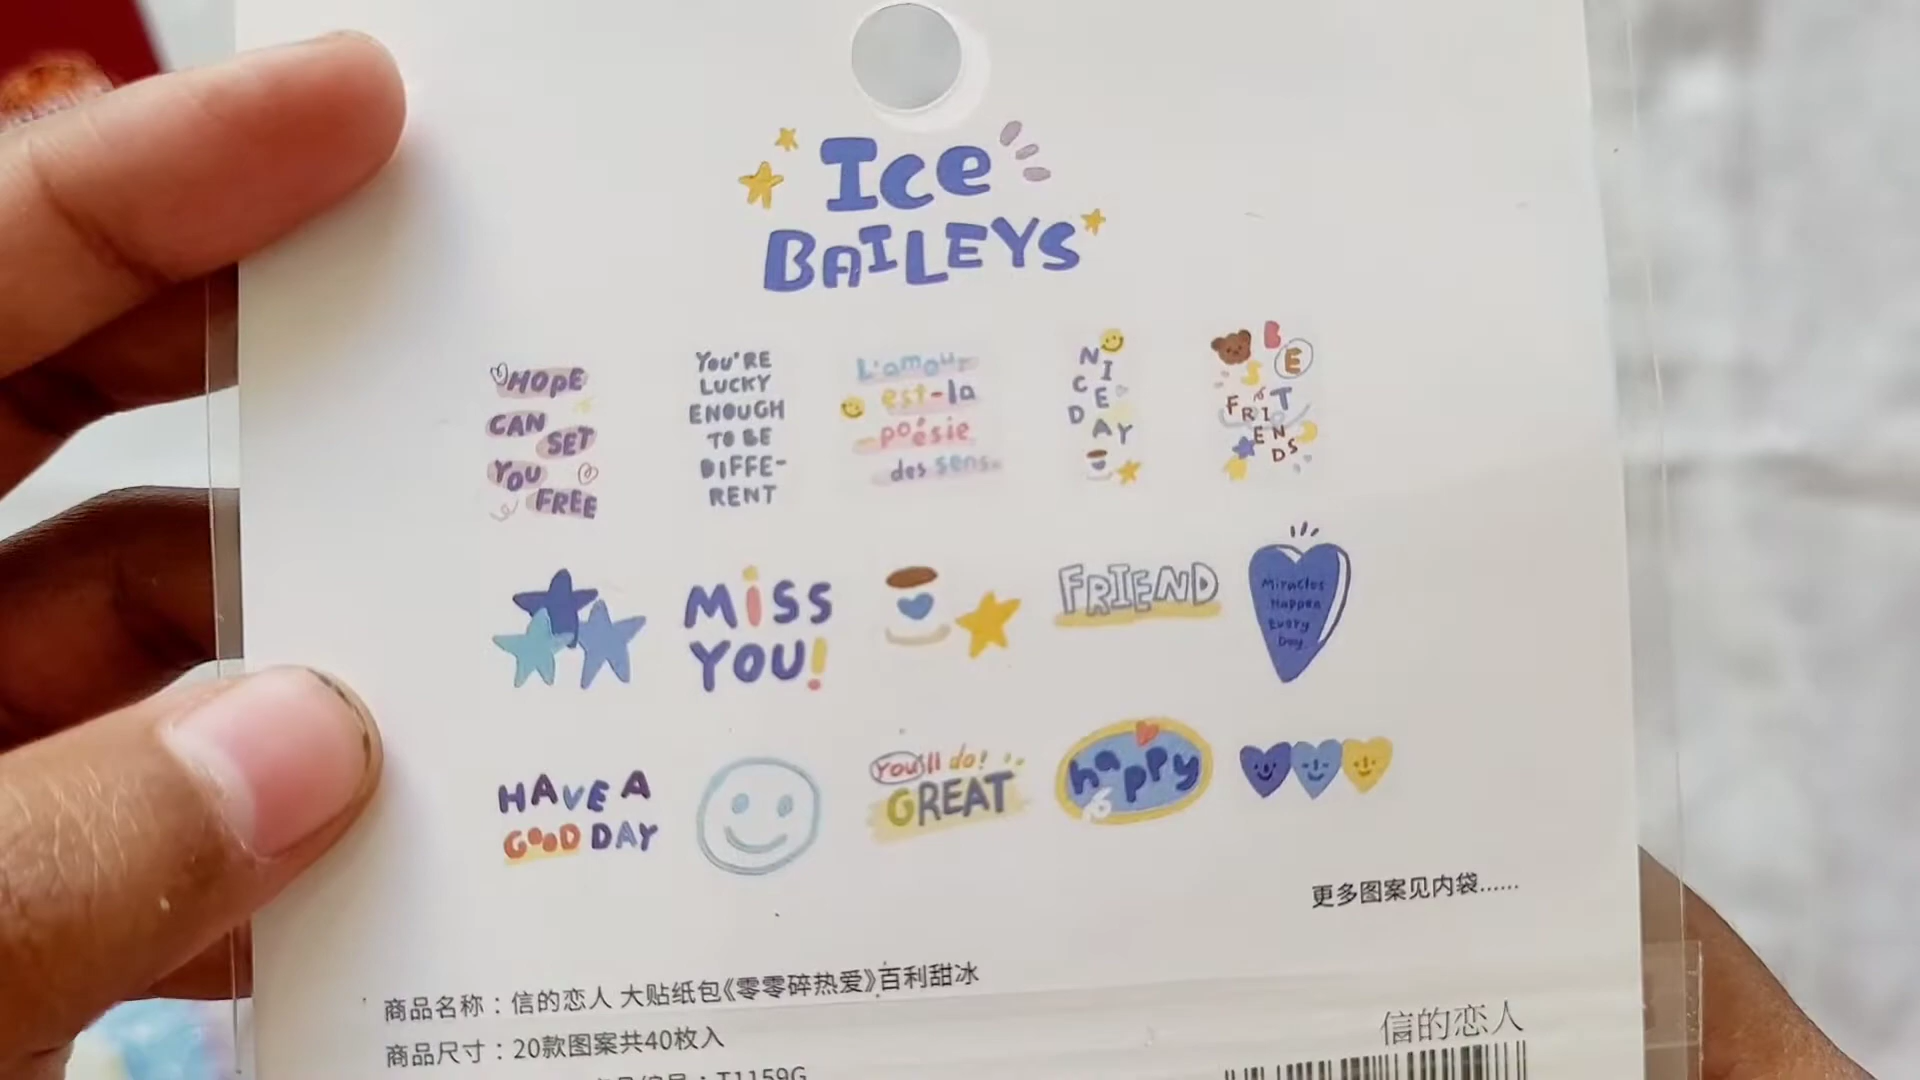 Ice
BAILEYS
HOPE
CAN SET
YOU
FREE
YOU'RE
LUCKY
ENOUGH
TO BE
DIFFE-
RENT
L'amour
est-la
poésie
des sens.
NICE
DAY
BEST
FRIENDS
MISS
YOU!
FRIEND
Miracles
Happen
Every
Day
HAVE A
GOOD DAY
You'll do!
GREAT
happy
更多图案见内袋......
商品名称：信的恋人 大贴纸包《零零碎热爱》百利甜冰
商品尺寸：20款图案共40枚入
信的恋人
：T1159G